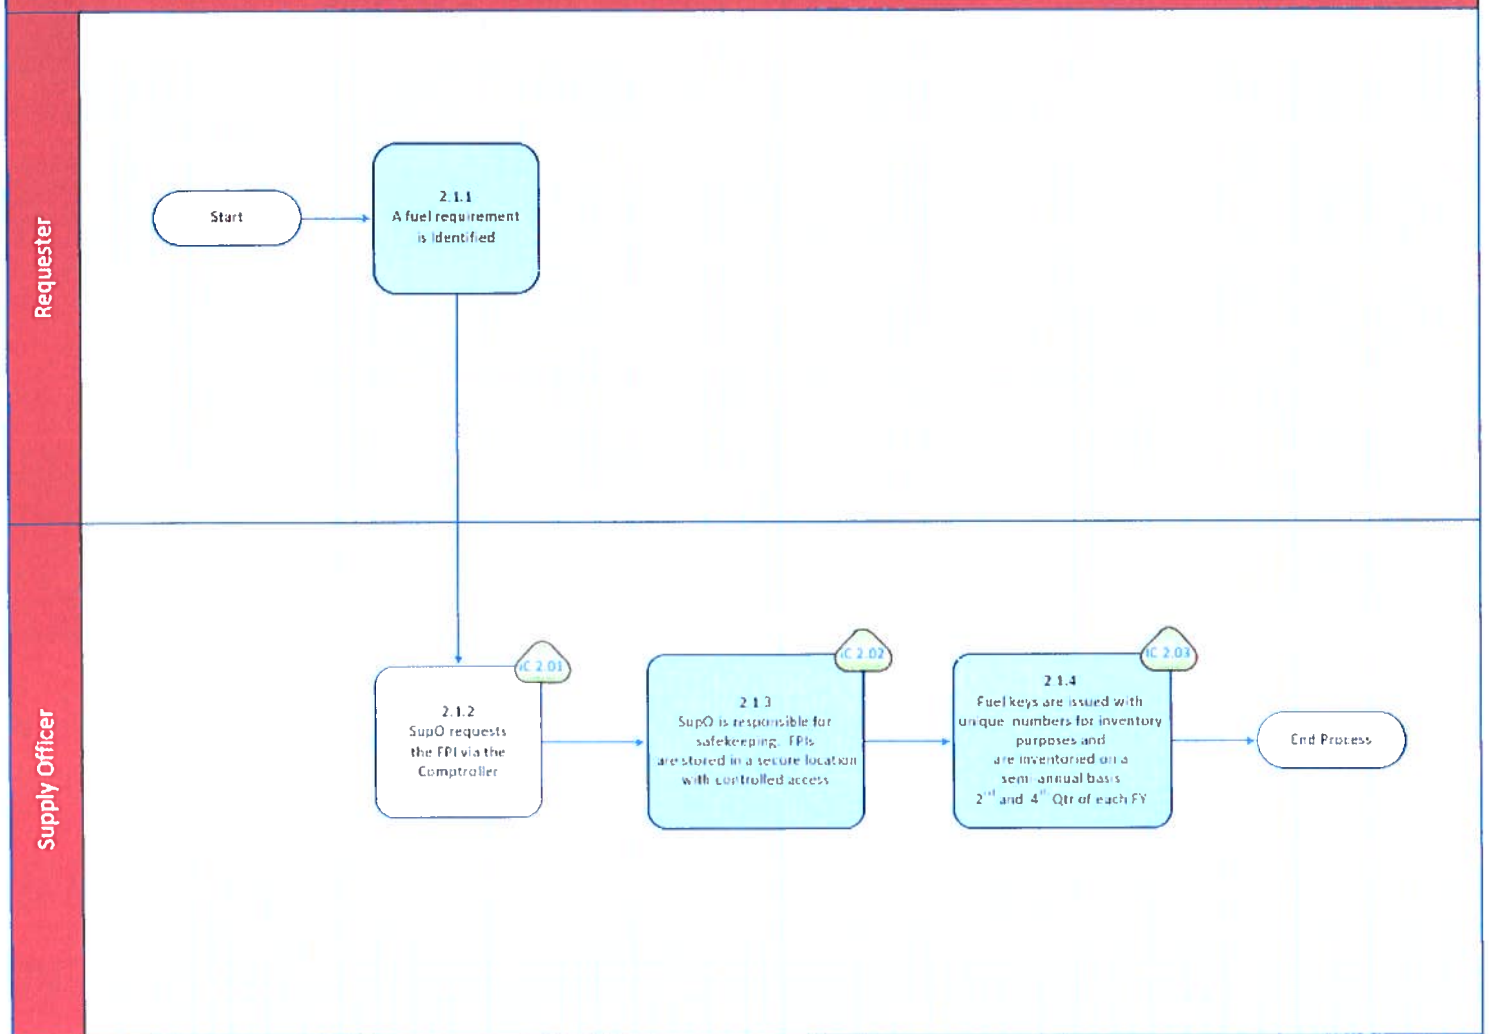 Requester
Start
2.1.1
A fuel requirement
is Identified
Supply Officer
IC 2.01
2.1.2
SupO requests
the FPI via the
Comptroller
IC 2.02
2.1.3
SupO is responsible for
safekeeping. FPIs
are stored in a secure location
with controlled access
IC 2.03
2.1.4
Fuel keys are issued with
unique numbers for inventory
purposes and
are inventoried on a
semi-annual basis
2nd and 4th Qtr of each FY
End Process